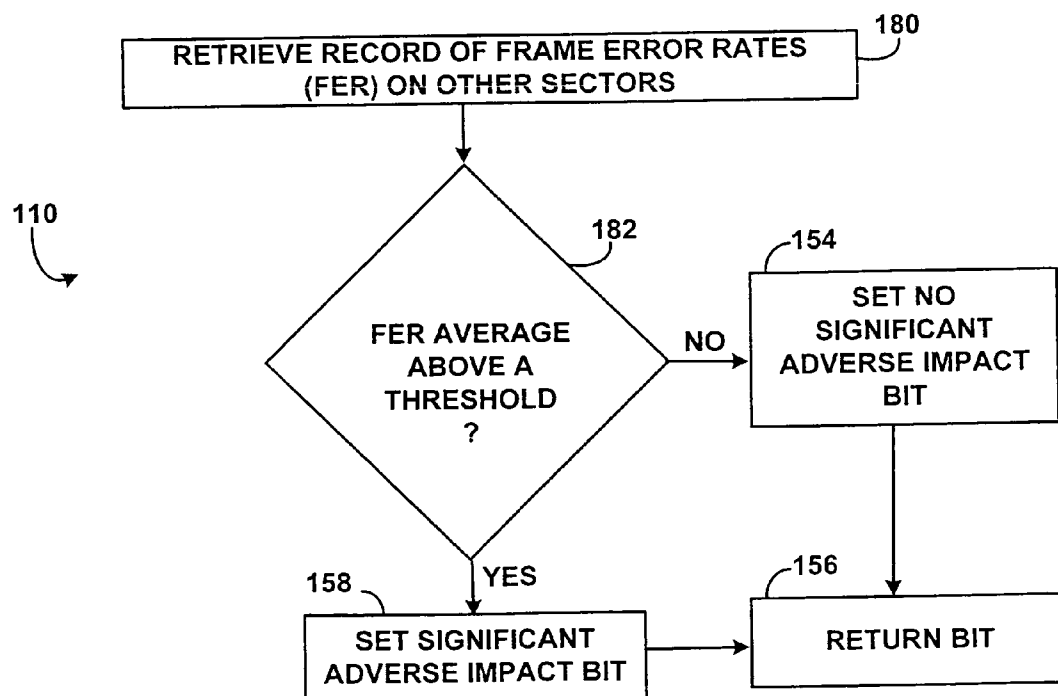 RETRIEVE RECORD OF FRAME ERROR RATES
(FER) ON OTHER SECTORS
180
110
182
FER AVERAGE
ABOVE A
THRESHOLD
?
NO
154
SET NO
SIGNIFICANT
ADVERSE IMPACT
BIT
YES
158
SET SIGNIFICANT
ADVERSE IMPACT BIT
156
RETURN BIT